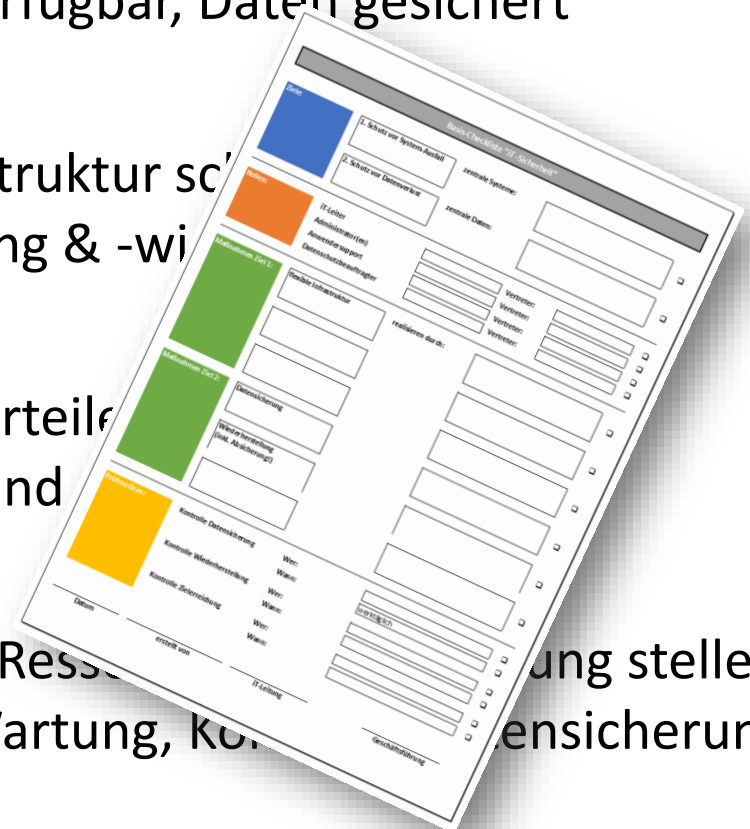 rfügbar, Daten gesichert
truktur sc
ng & -wi
rteile
nd
Ress ung stelle
artung, Ko ensicherun
Basis-Checkliste "IT-Sicherheit"
Ziele:
1. Schutz vor System-Ausfall
zentrale Systeme:
2. Schutz vor Datenverlust
zentrale Daten:
Rollen:
IT-Leiter
Vertreter:
Administrator(en)
Vertreter:
Anwendersupport
Vertreter:
Datenschutzbeauftragter
Vertreter:
Maßnahmen Ziel 1:
flexible Infrastruktur
realisieren durch:
Maßnahmen Ziel 2:
Datensicherung
Wiederherstellung
(inkl. Absicherung!)
Kontrolle Datensicherung
Wer:
Wann:
werktäglich
Kontrolle Wiederherstellung
Wer:
Wann:
Kontrolle Zielerreichung
Wer:
Wann:
Datum
erstellt von
IT-Leitung
Geschäftsführung